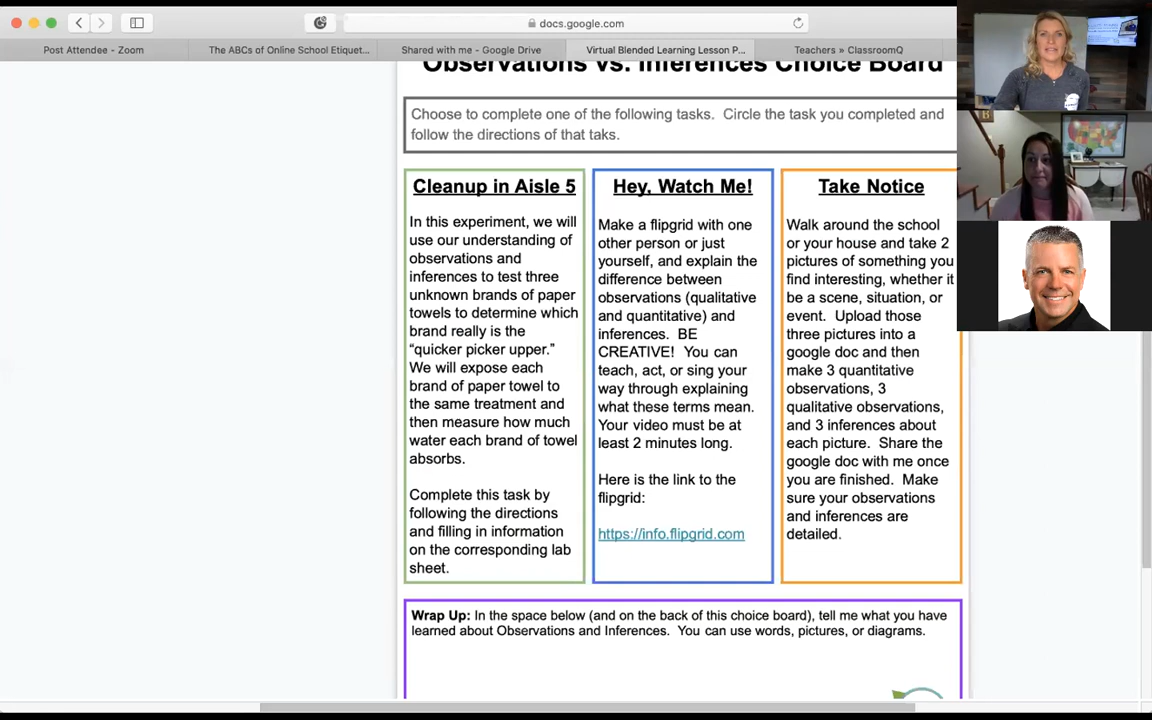 docs.google.com
Post Attendee - Zoom
The ABCs of Online School Etiquet...
Shared with me - Google Drive
Virtual Blended Learning Lesson P...
Teachers » ClassroomQ
Observations vs. Inferences Choice Board
Choose to complete one of the following tasks. Circle the task you completed and
follow the directions of that taks.
Cleanup in Aisle 5
In this experiment, we will
use our understanding of
observations and
inferences to test three
unknown brands of paper
towels to determine which
brand really is the
“quicker picker upper.”
We will expose each
brand of paper towel to
the same treatment and
then measure how much
water each brand of towel
absorbs.
Complete this task by
following the directions
and filling in information
on the corresponding lab
sheet.
Hey, Watch Me!
Make a flipgrid with one
other person or just
yourself, and explain the
difference between
observations (qualitative
and quantitative) and
inferences. BE
CREATIVE! You can
teach, act, or sing your
way through explaining
what these terms mean.
Your video must be at
least 2 minutes long.
Here is the link to the
flipgrid:
https://info.flipgrid.com
Take Notice
Walk around the school
or your house and take 2
pictures of something you
find interesting, whether it
be a scene, situation, or
event. Upload those
three pictures into a
google doc and then
make 3 quantitative
observations, 3
qualitative observations,
and 3 inferences about
each picture. Share the
google doc with me once
you are finished. Make
sure your observations
and inferences are
detailed.
Wrap Up: In the space below (and on the back of this choice board), tell me what you have
learned about Observations and Inferences. You can use words, pictures, or diagrams.